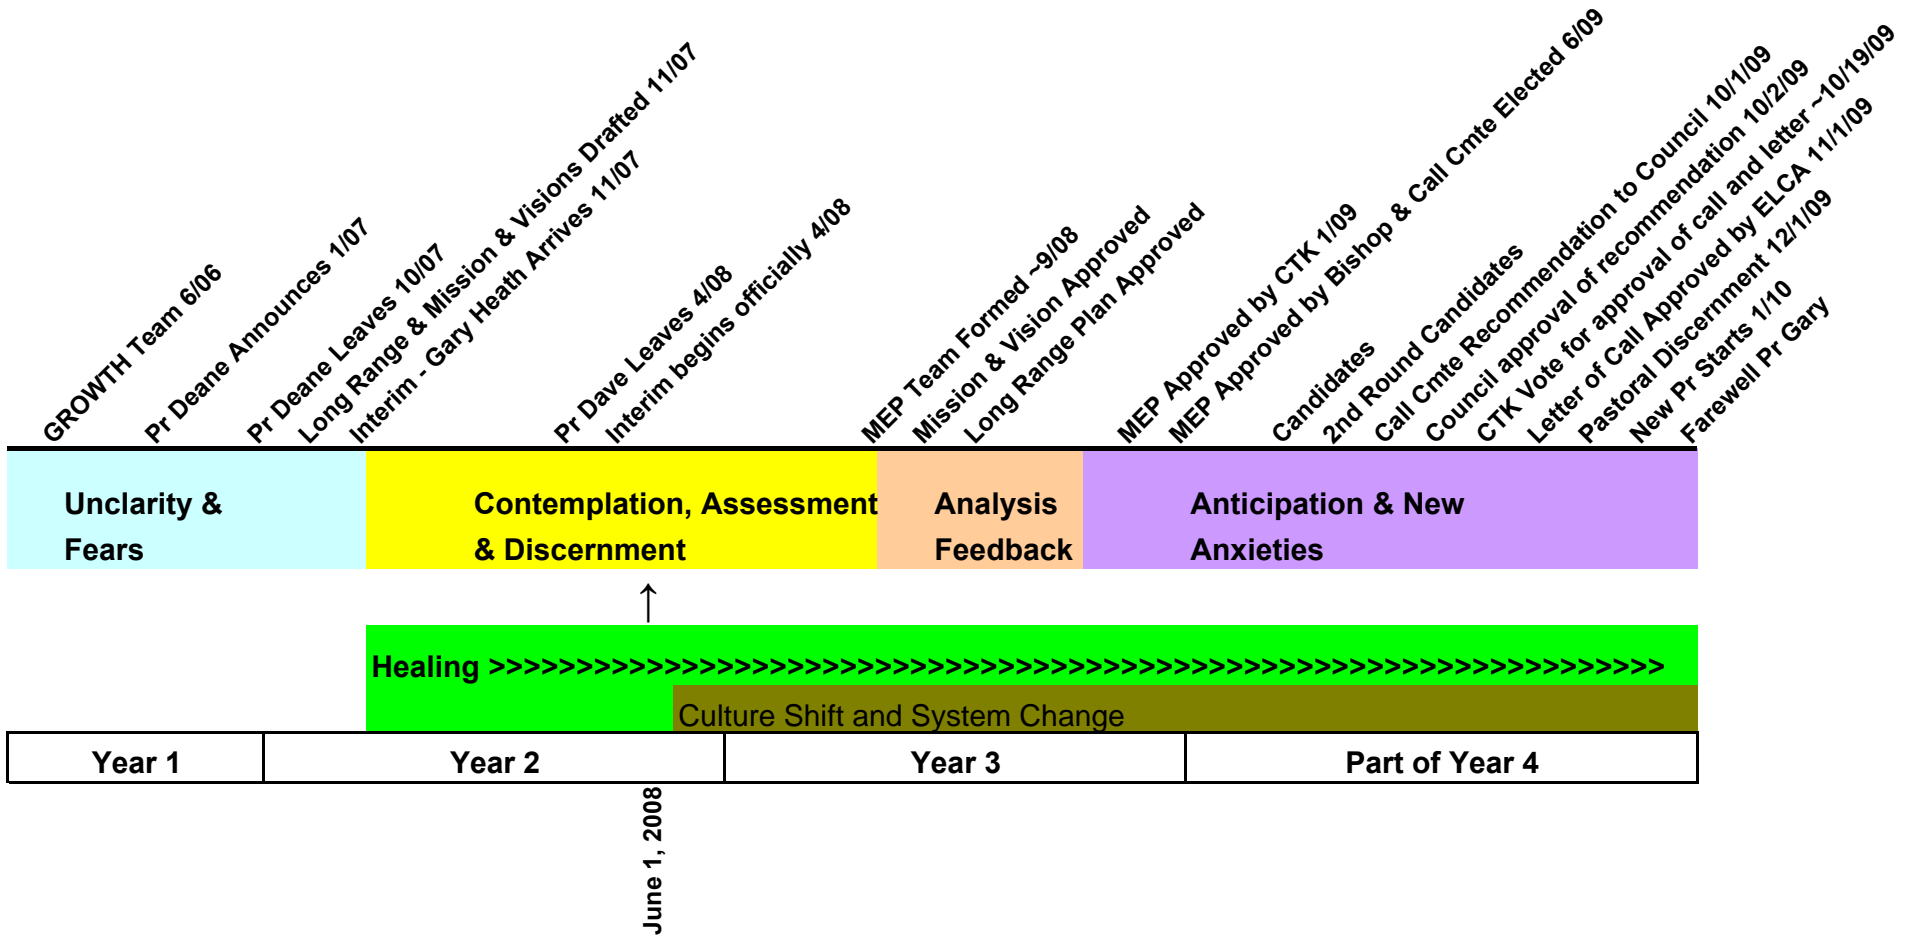 GROWTH Team 6/06
Pr Deane Announces 1/07
Pr Deane Leaves 10/07
Long Range & Mission & Visions Drafted 11/07
Interim - Gary Heath Arrives 11/07
Pr Dave Leaves 4/08
Interim begins officially 4/08
MEP Team Formed ~9/08
Mission & Vision Approved
Long Range Plan Approved
MEP Approved by CTK 1/09
MEP Approved by Bishop & Call Cmte Elected 6/09
Candidates
2nd Round Candidates
Call Cmte Recommendation to Council 10/1/09
Council approval of recommendation 10/2/09
CTK Vote for approval of call and letter ~10/19/09
Letter of Call Approved by ELCA 11/1/09
Pastoral Discernment 12/1/09
New Pr Starts 1/10
Farewell Pr Gary
Unclarity &
Fears
Contemplation, Assessment
& Discernment
Analysis
Feedback
Anticipation & New
Anxieties
↑
Healing >>>>>>>>>>>>>>>>>>>>>>>>>>>>>>>>>>>>>>>>>>>>>>>>>>>>>>>>>>>>>>>>>>>
Culture Shift and System Change
Year 1
Year 2
Year 3
Part of Year 4
June 1, 2008